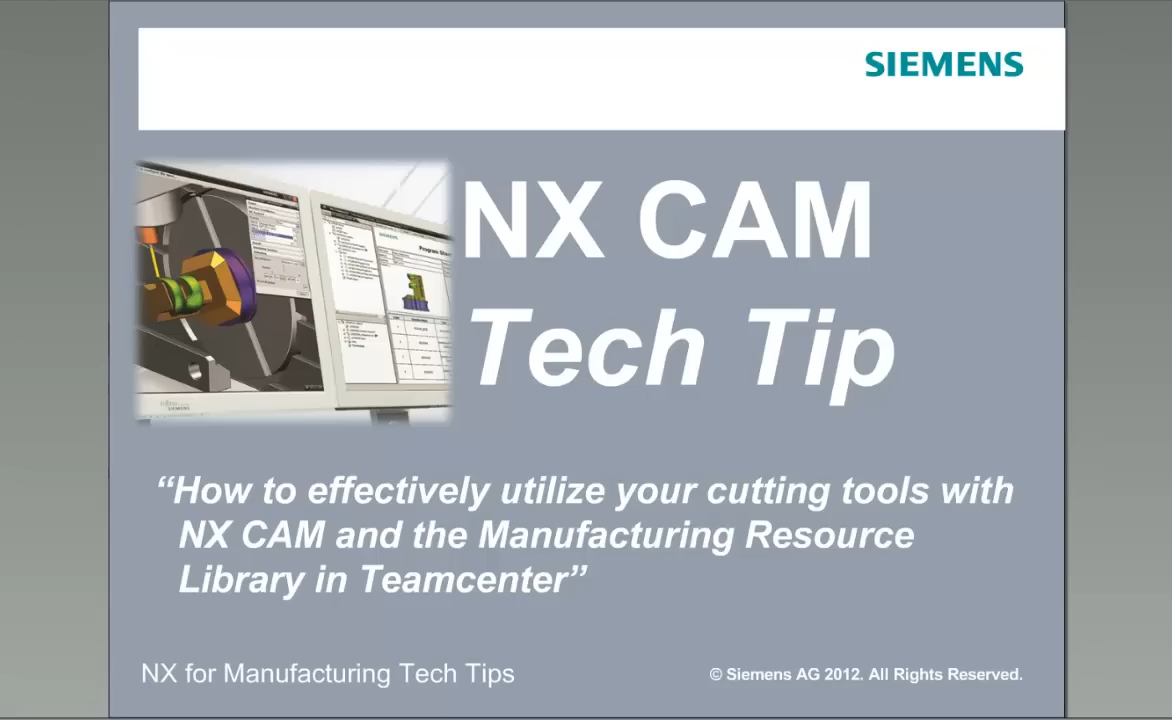 SIEMENS
NX CAM
Tech Tip
“How to effectively utilize your cutting tools with
NX CAM and the Manufacturing Resource
Library in Teamcenter”
NX for Manufacturing Tech Tips
© Siemens AG 2012. All Rights Reserved.